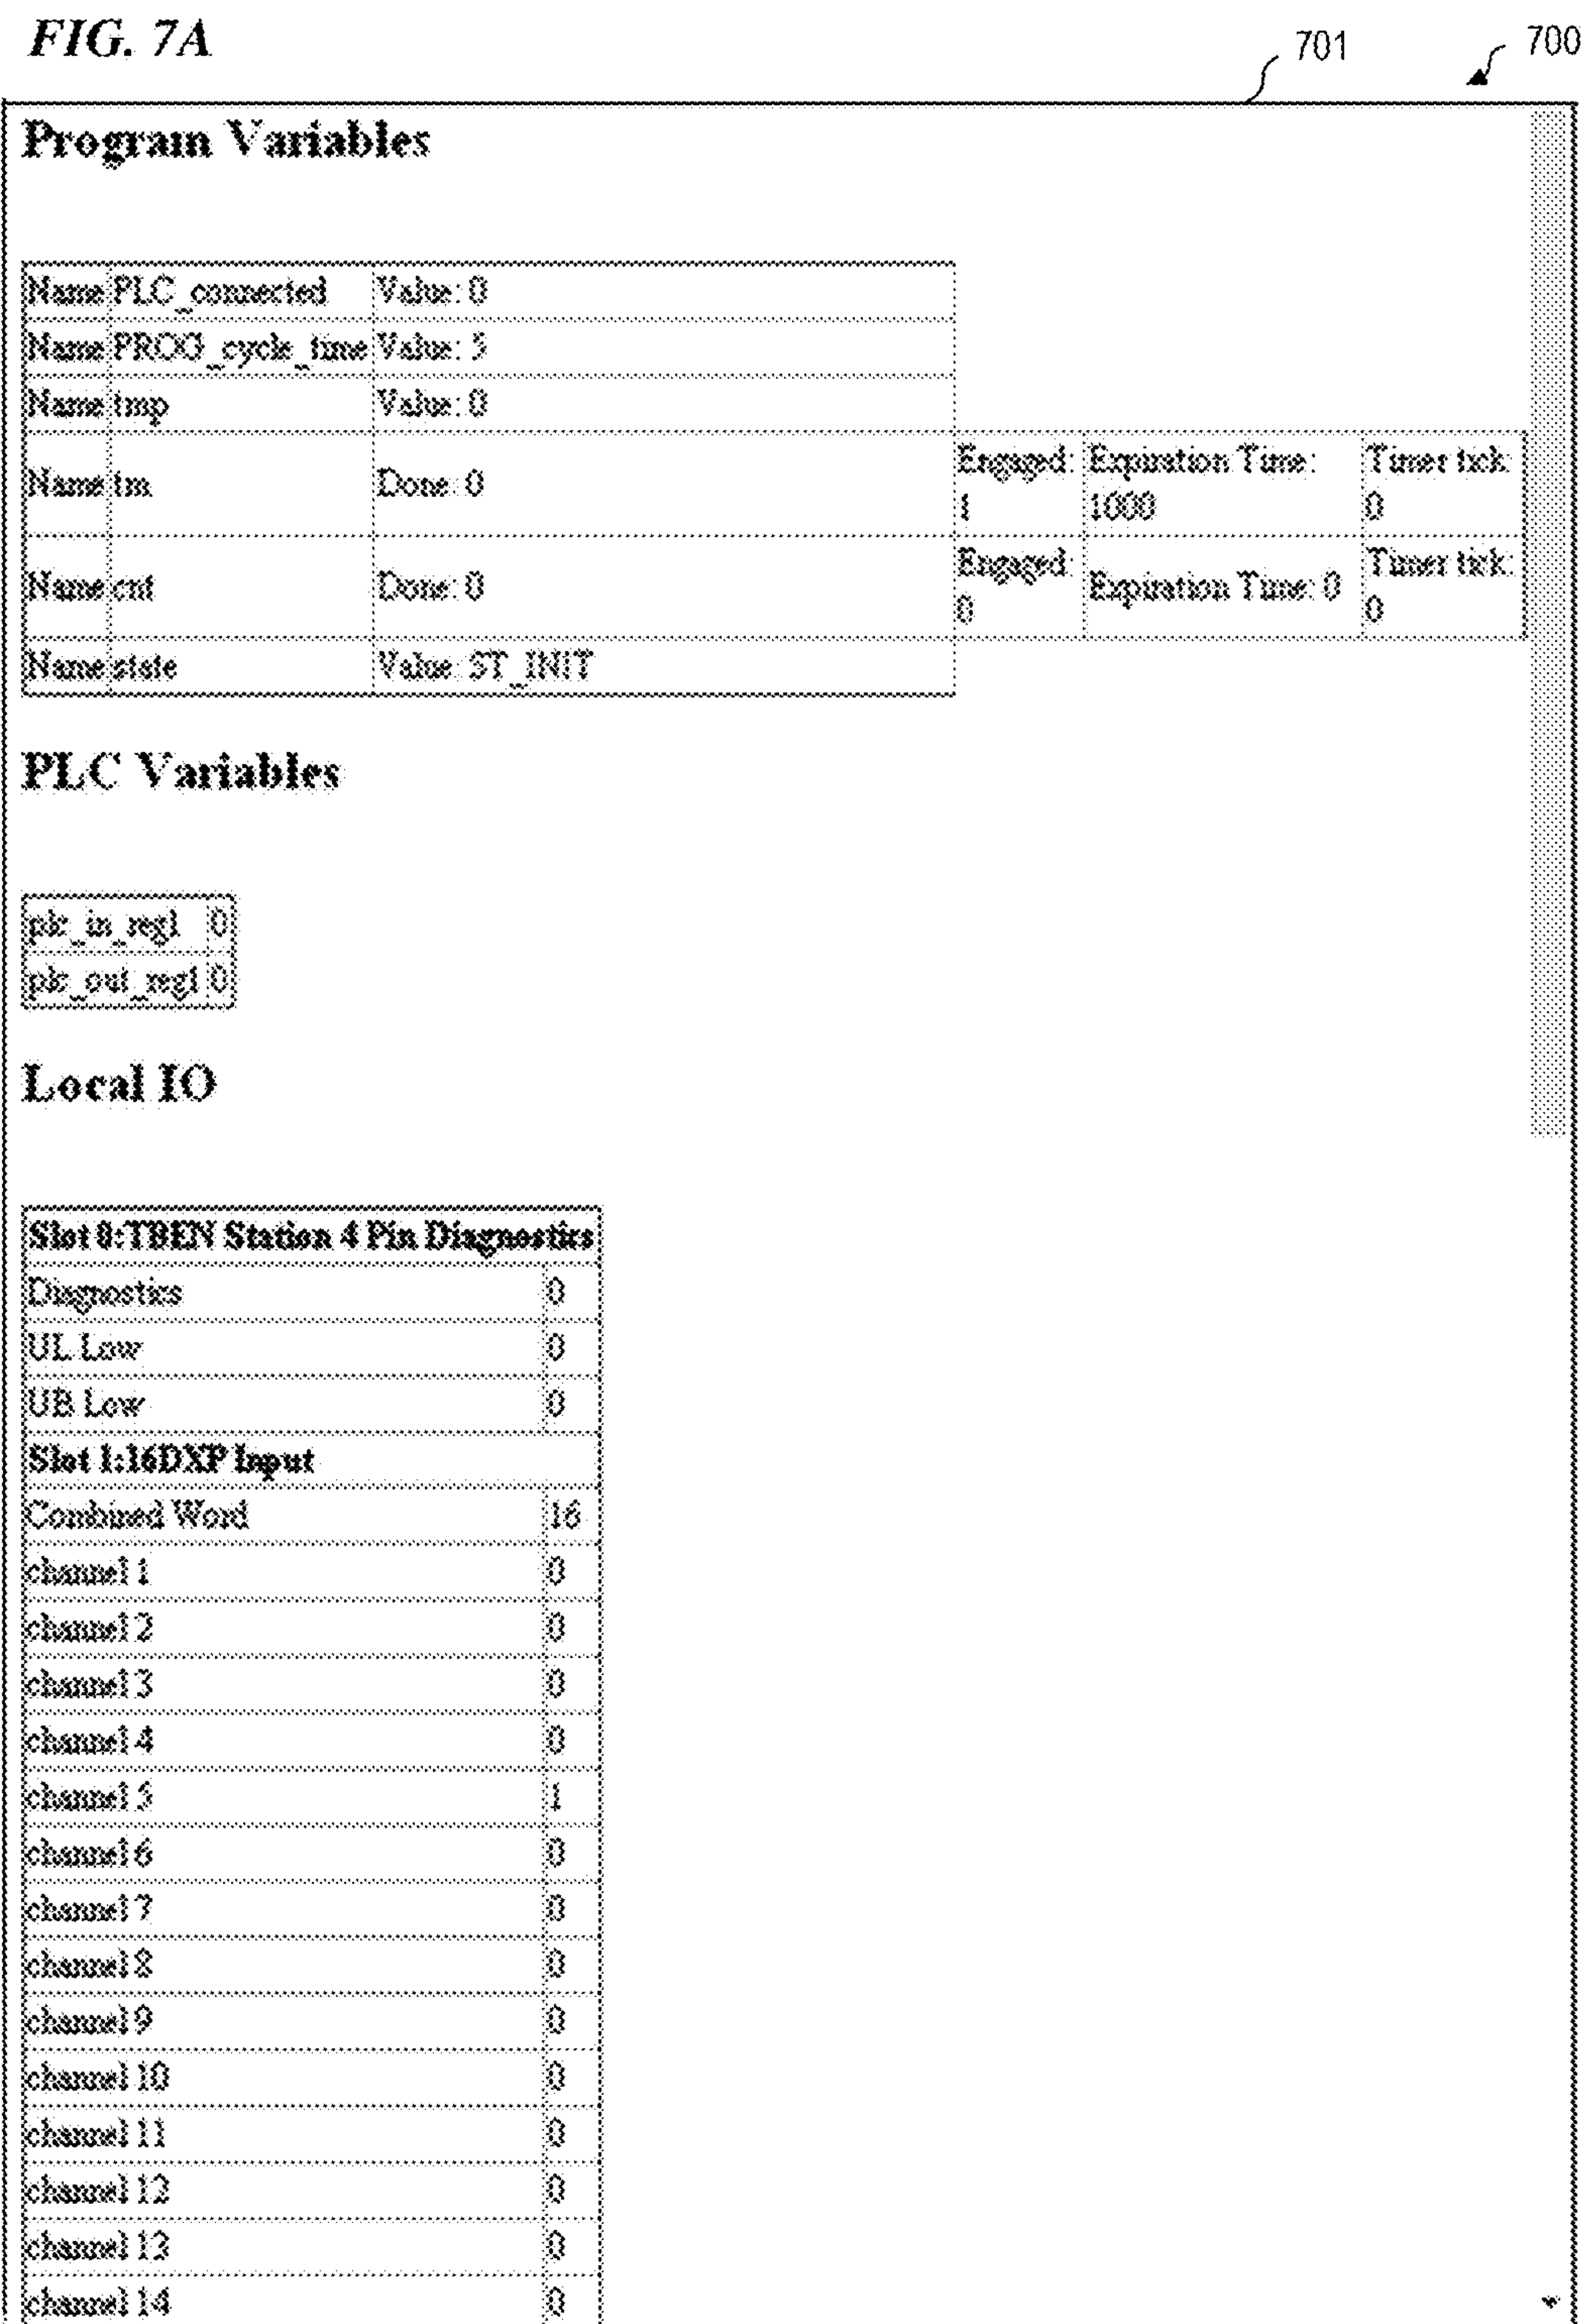 FIG. 7A
701
700
Program Variables
Name PLC_connected Value: 0
Name PROG_cycle_time Value: 5
Name tmp Value: 0
Name tm Done: 0 Engaged: 1 Expiration Time: 1000 Timer tick: 0
Name cnt Done: 0 Engaged: 0 Expiration Time: 0 Timer tick: 0
Name state Value: ST_INIT
PLC Variables
plc_in_reg1 0
plc_out_reg1 0
Local IO
Slot 0:TBEN Station 4 Pin Diagnostics
Diagnostics 0
UL Low 0
UB Low 0
Slot 1:16DXP Input
Combined Word 16
channel 1 0
channel 2 0
channel 3 0
channel 4 0
channel 5 1
channel 6 0
channel 7 0
channel 8 0
channel 9 0
channel 10 0
channel 11 0
channel 12 0
channel 13 0
channel 14 0